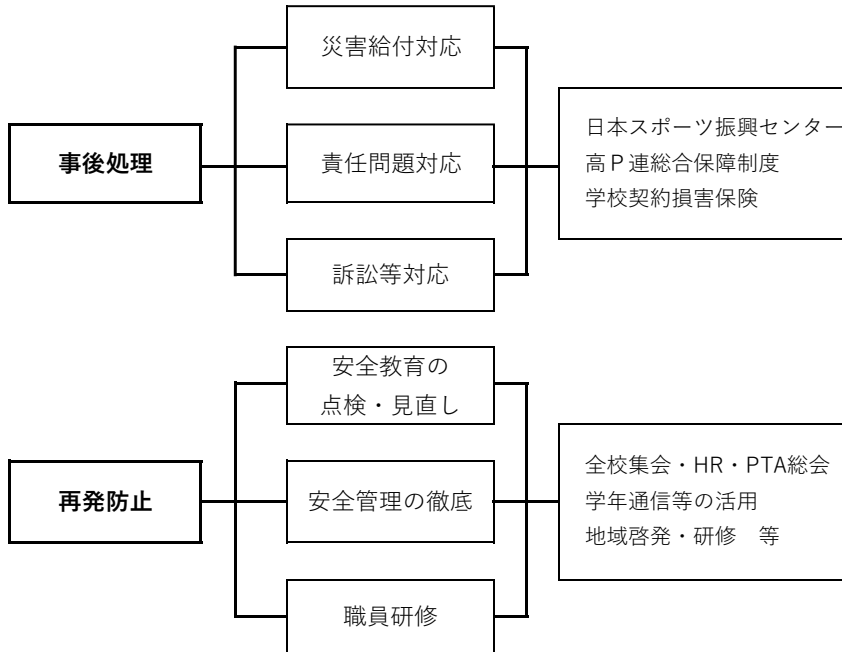 災害給付対応
事後処理
責任問題対応
訴訟等対応
日本スポーツ振興センター
高Ｐ連総合保障制度
学校契約損害保険
安全教育の
点検・見直し
再発防止
安全管理の徹底
職員研修
全校集会・HR・PTA総会
学年通信等の活用
地域啓発・研修　等